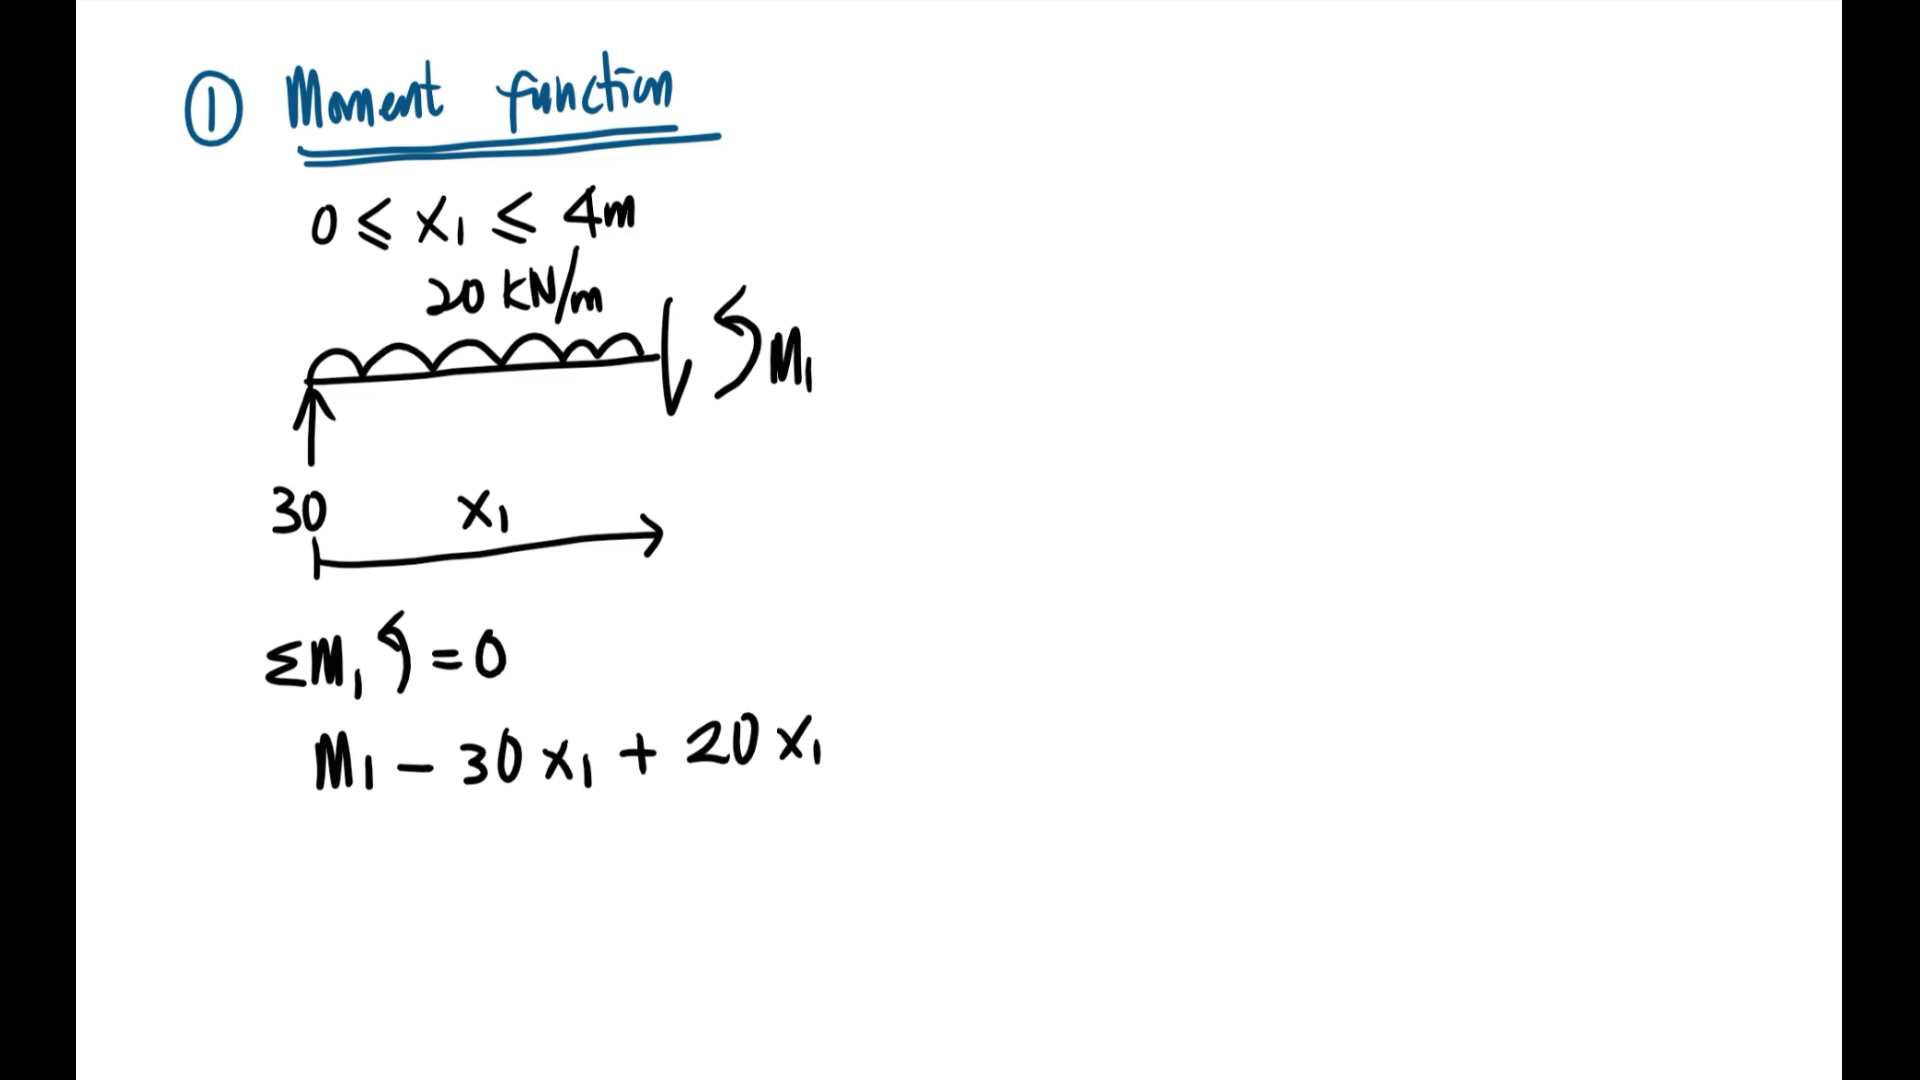 ① Moment function
0 ≤ x₁ ≤ 4m
20 KN/m
M₁
30
x₁
ΣM₁ = 0
M₁ - 30 x₁ + 20 x₁